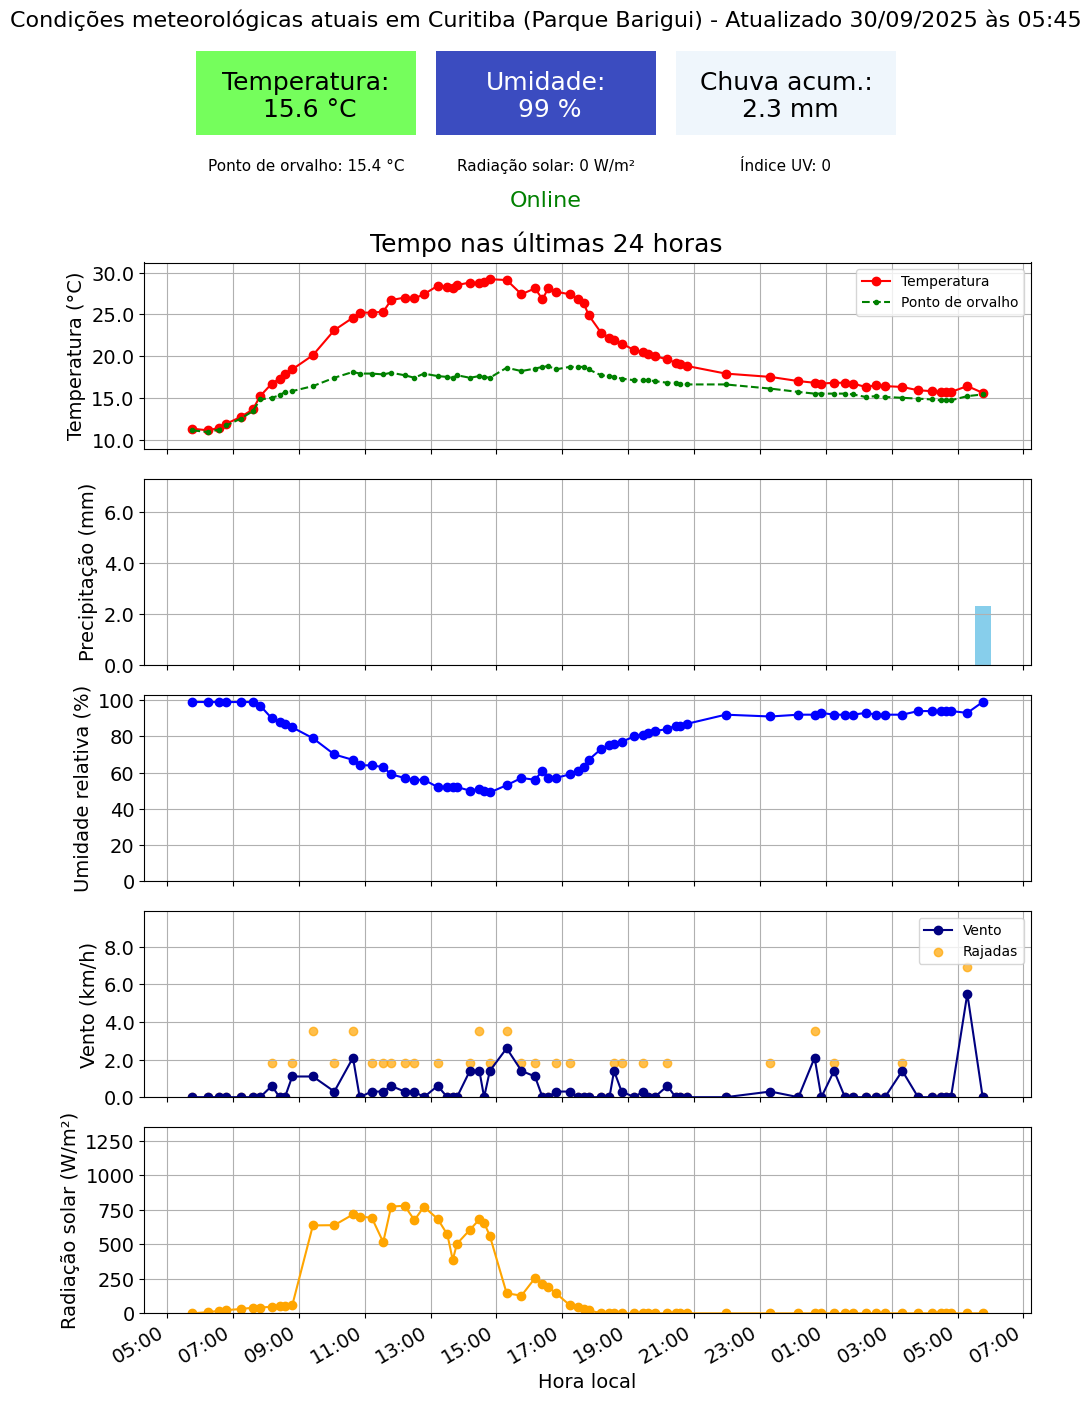 Condições meteorológicas atuais em Curitiba (Parque Barigui) - Atualizado 30/09/2025 às 05:45
Temperatura:
15.6 °C
Umidade:
99 %
Chuva acum.:
2.3 mm
Ponto de orvalho: 15.4 °C
Radiação solar: 0 W/m²
Índice UV: 0
Online
Tempo nas últimas 24 horas
Temperatura (°C)
30.0
25.0
20.0
15.0
10.0
Temperatura
Ponto de orvalho
Precipitação (mm)
6.0
4.0
2.0
0.0
Umidade relativa (%)
100
80
60
40
20
0
Vento (km/h)
8.0
6.0
4.0
2.0
0.0
Vento
Rajadas
Radiação solar (W/m²)
1250
1000
750
500
250
0
05:00
07:00
09:00
11:00
13:00
15:00
17:00
19:00
21:00
23:00
01:00
03:00
05:00
07:00
Hora local